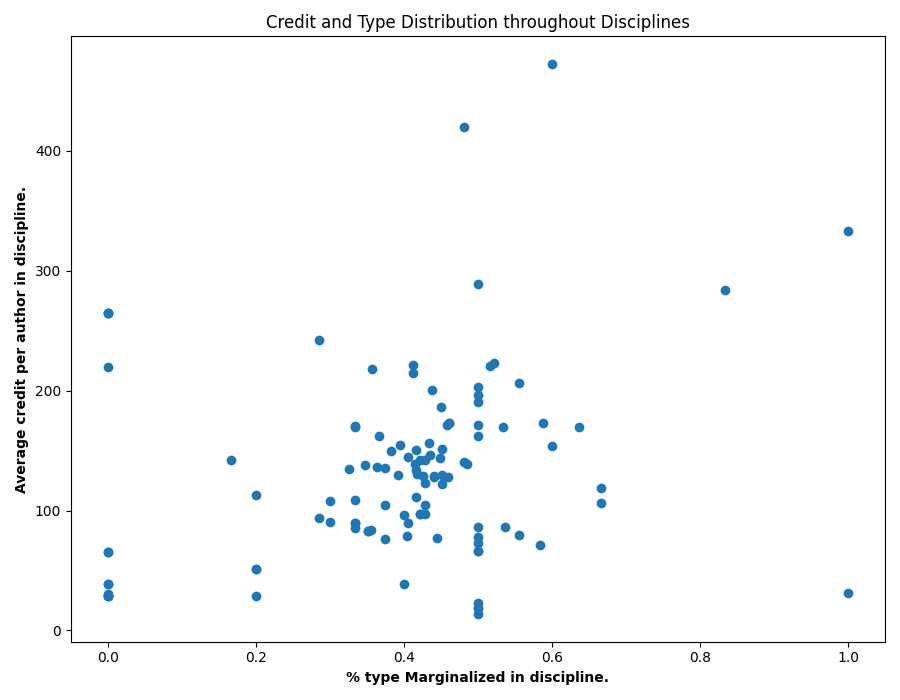 Credit and Type Distribution throughout Disciplines
Average credit per author in discipline.
400
300
200
100
0
0.0 0.2 0.4 0.6 0.8 1.0
% type Marginalized in discipline.